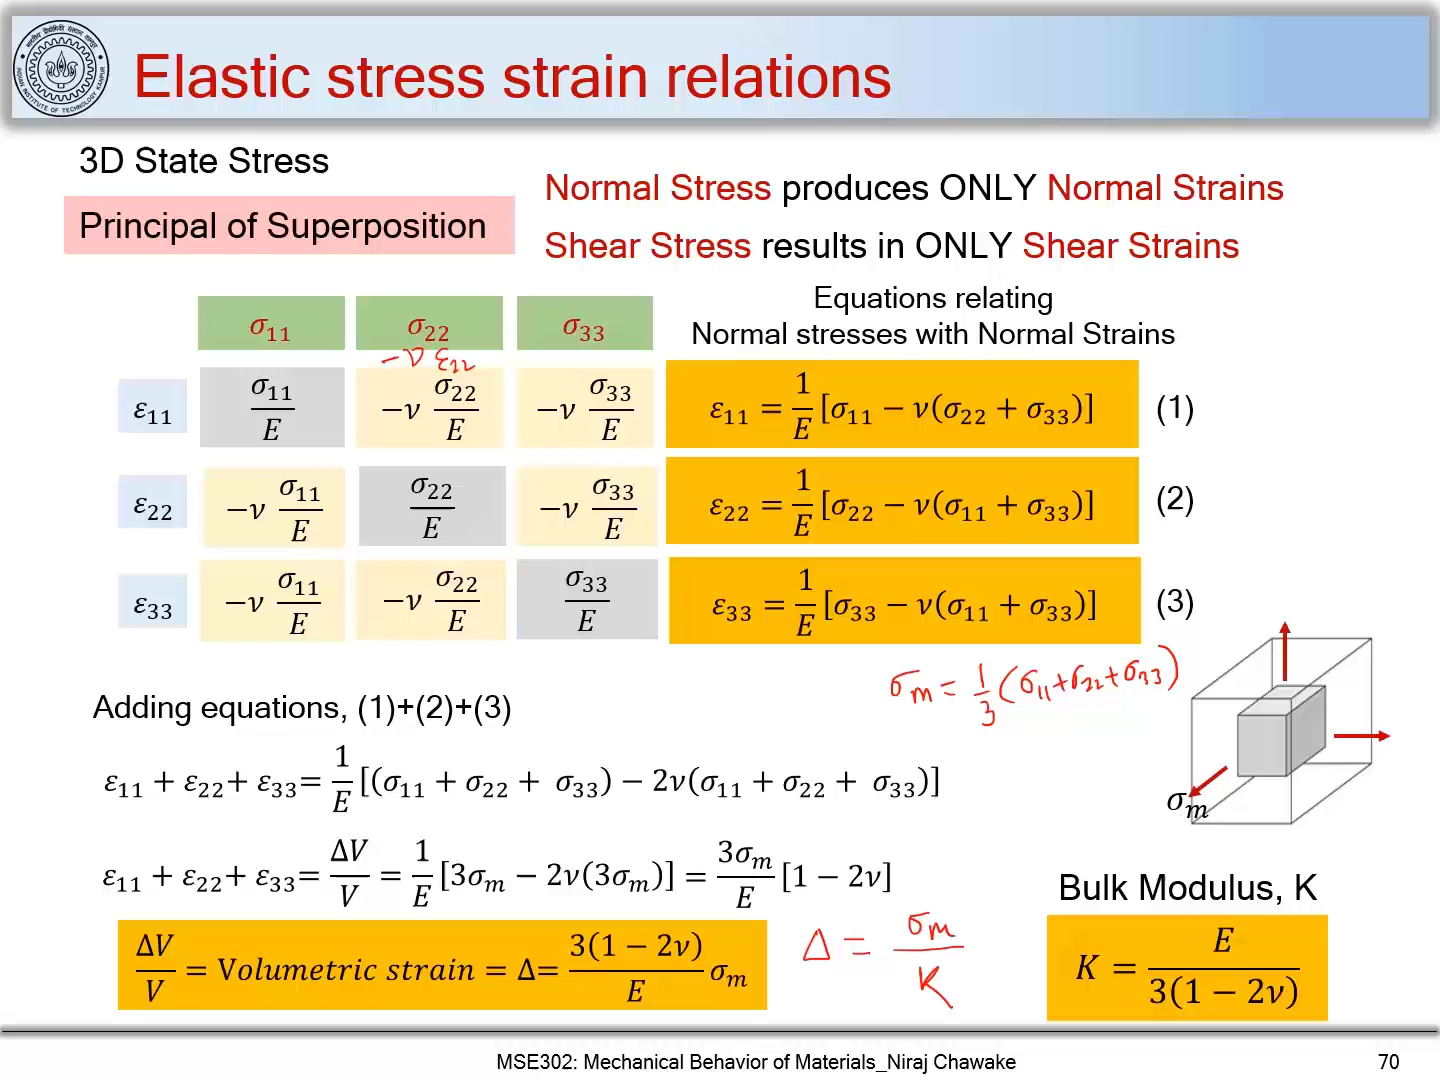 Elastic stress strain relations
3D State Stress
Principal of Superposition
Normal Stress produces ONLY Normal Strains
Shear Stress results in ONLY Shear Strains
Equations relating
Normal stresses with Normal Strains
σ₁₁ σ₂₂ σ₃₃
−ν ε₂₂
ε₁₁ σ₁₁/E −ν σ₂₂/E −ν σ₃₃/E ε₁₁ = 1/E [σ₁₁ − ν(σ₂₂ + σ₃₃)] (1)
ε₂₂ −ν σ₁₁/E σ₂₂/E −ν σ₃₃/E ε₂₂ = 1/E [σ₂₂ − ν(σ₁₁ + σ₃₃)] (2)
ε₃₃ −ν σ₁₁/E −ν σ₂₂/E σ₃₃/E ε₃₃ = 1/E [σ₃₃ − ν(σ₁₁ + σ₃₃)] (3)
σm = 1/3 (σ₁₁+σ₂₂+σ₃₃)
Adding equations, (1)+(2)+(3)
ε₁₁ + ε₂₂+ ε₃₃= 1/E [(σ₁₁ + σ₂₂ + σ₃₃) − 2ν(σ₁₁ + σ₂₂ + σ₃₃)]
σm
ε₁₁ + ε₂₂+ ε₃₃= ΔV/V = 1/E [3σm − 2ν(3σm)] = 3σm/E [1 − 2ν]
Bulk Modulus, K
ΔV/V = Volumetric strain = Δ= 3(1 − 2ν)/E σm
Δ = σm/K
K = E/3(1 − 2ν)
MSE302: Mechanical Behavior of Materials_Niraj Chawake
70